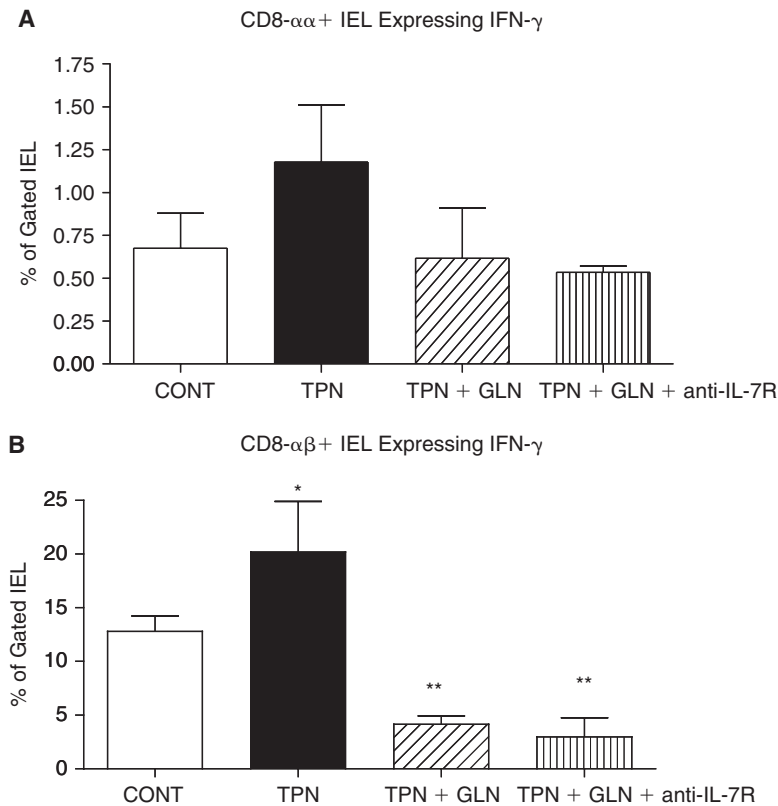 A
CD8-αα+ IEL Expressing IFN-γ
% of Gated IEL
1.75
1.50
1.25
1.00
0.75
0.50
0.25
0.00
CONT TPN TPN + GLN TPN + GLN + anti-IL-7R
B
CD8-αβ+ IEL Expressing IFN-γ
% of Gated IEL
25
20
15
10
5
0
*
**
**
CONT TPN TPN + GLN TPN + GLN + anti-IL-7R